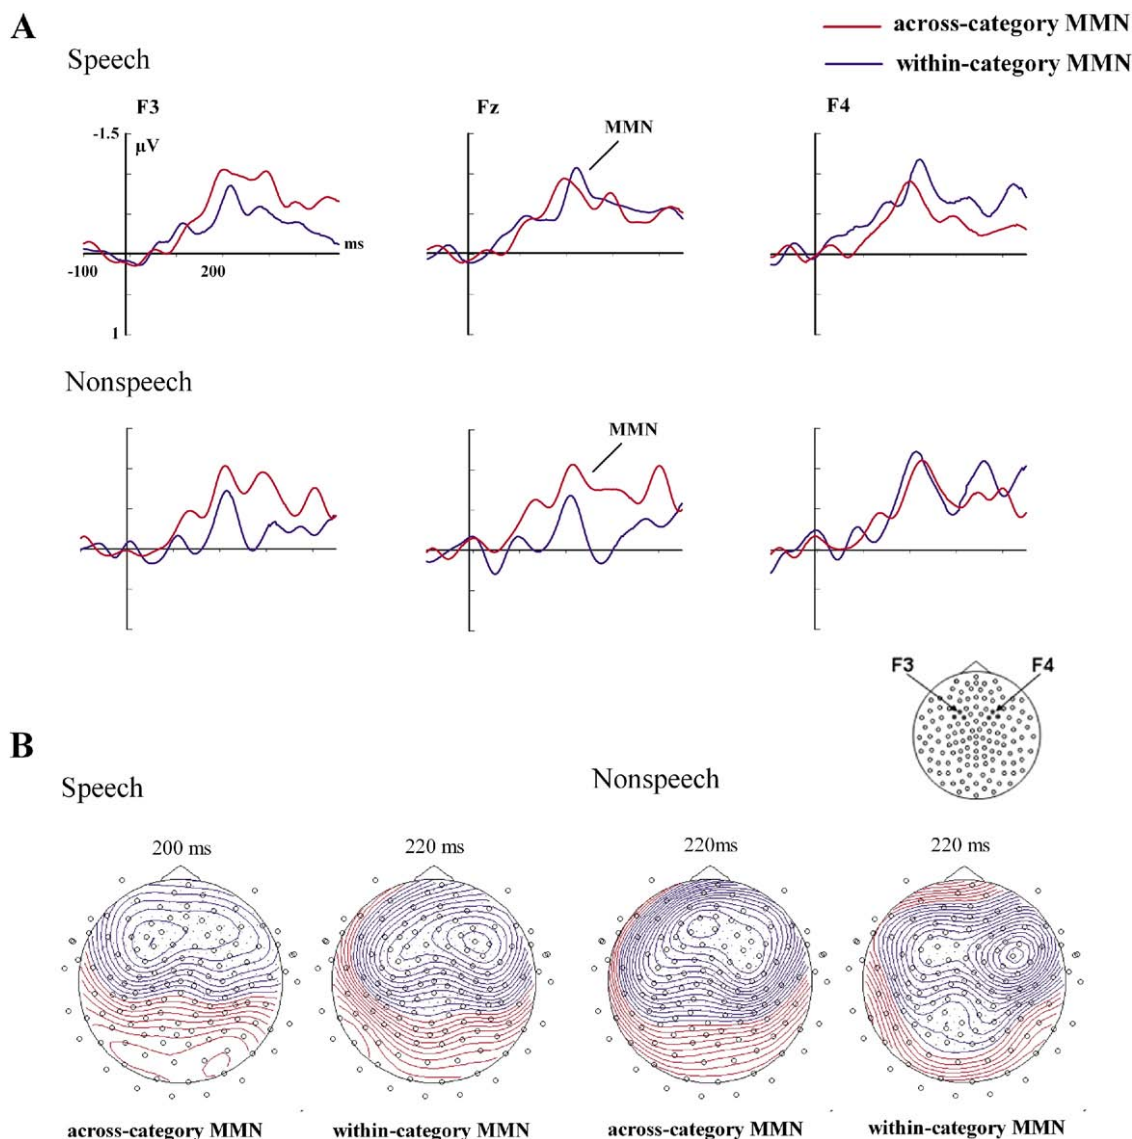 A
across-category MMN
within-category MMN
Speech
F3
Fz
F4
-1.5
µV
MMN
ms
-100
200
1
Nonspeech
MMN
F3
F4
B
Speech
Nonspeech
200 ms
220 ms
220ms
220 ms
across-category MMN
within-category MMN
across-category MMN
within-category MMN